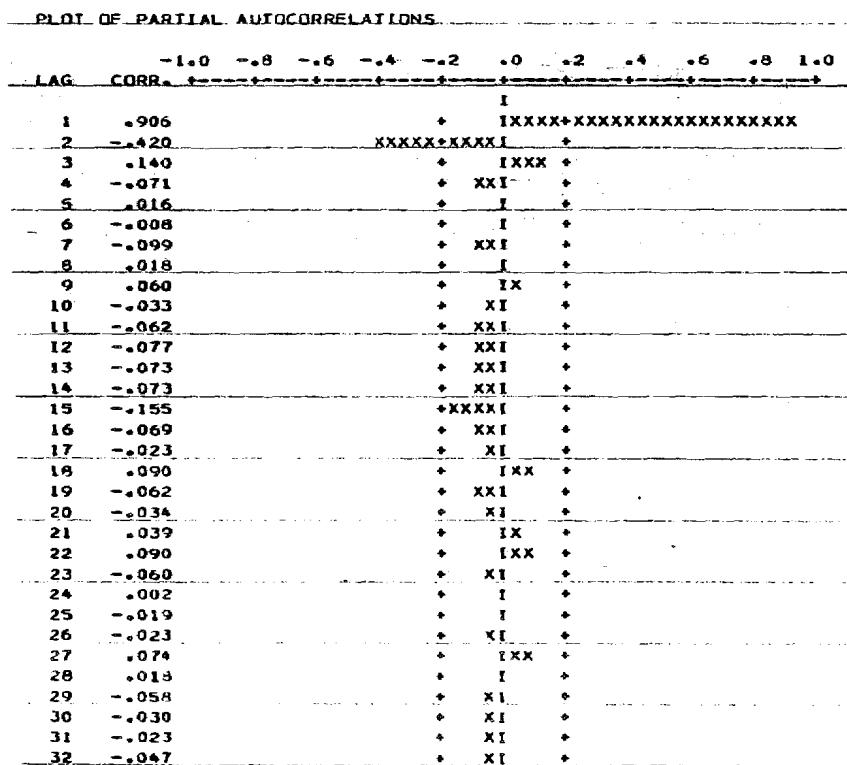 PLOT OF PARTIAL AUTOCORRELATIONS
-1.0 -.8 -.6 -.4 -.2 .0 .2 .4 .6 .8 1.0
LAG CORR. +----+----+----+----+----+----+----+----+----+----+
I
1 .906 + IXXXX+XXXXXXXXXXXXXXXXXX
2 -.420 XXXXX+XXXXI +
3 .140 + IXXX +
4 -.071 + XXI +
5 .016 + I +
6 -.008 + I +
7 -.099 + XXI +
8 .018 + I +
9 .060 + IX +
10 -.033 + XI +
11 -.062 + XXI +
12 -.077 + XXI +
13 -.073 + XXI +
14 -.073 + XXI +
15 -.155 +XXXXI +
16 -.069 + XXI +
17 -.023 + XI +
18 .090 + IXX +
19 -.062 + XXI +
20 -.034 + XI +
21 .039 + IX +
22 .090 + IXX +
23 -.060 + XI +
24 .002 + I +
25 -.019 + I +
26 -.023 + XI +
27 .074 + IXX +
28 .018 + I +
29 -.058 + XI +
30 -.030 + XI +
31 -.023 + XI +
32 -.047 + XI +